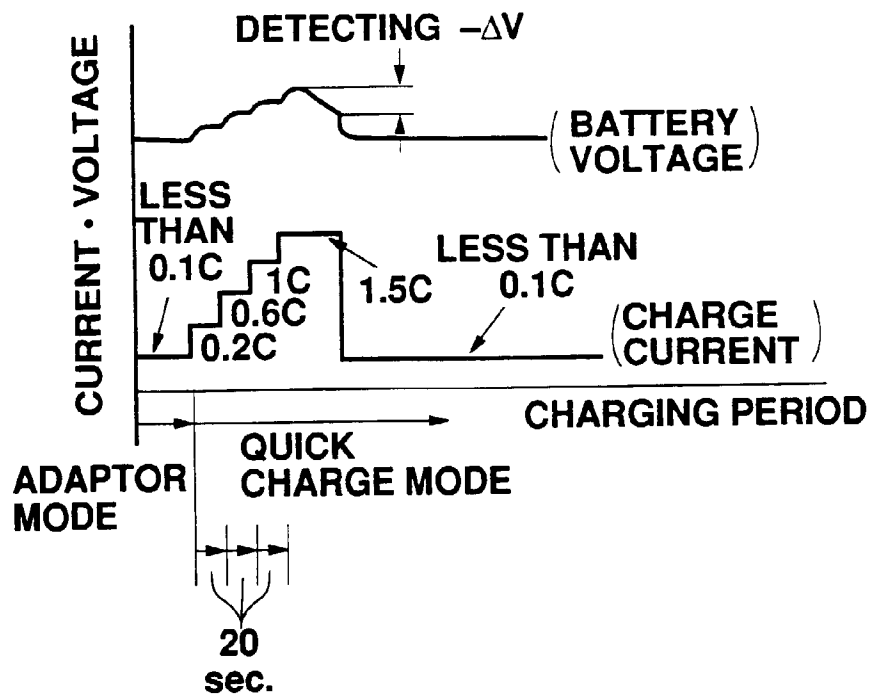 DETECTING -ΔV
CURRENT · VOLTAGE
(BATTERY
VOLTAGE)
LESS
THAN
0.1C
0.2C
0.6C
1C
1.5C
LESS THAN
0.1C
(CHARGE
CURRENT)
CHARGING PERIOD
ADAPTOR
MODE
QUICK
CHARGE MODE
20
sec.